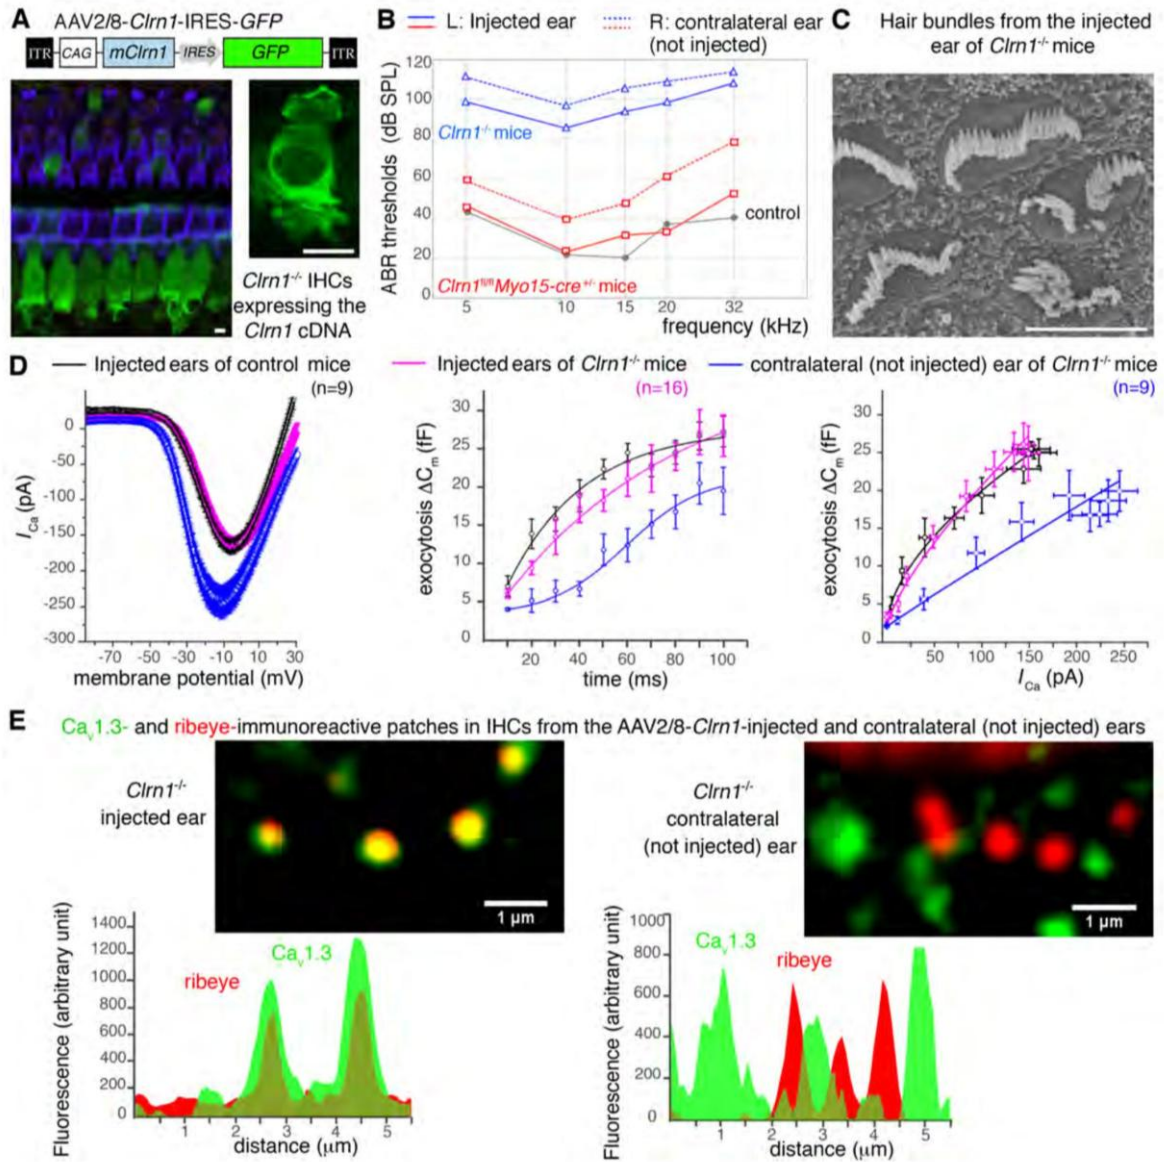 A
AAV2/8-Clrn1-IRES-GFP
ITR CAG mClrn1 IRES GFP ITR
Clrn1-/- IHCs
expressing the
Clrn1 cDNA
B
L: Injected ear
R: contralateral ear
(not injected)
ABR thresholds (dB SPL)
120
100
80
60
40
20
0
Clrn1-/- mice
control
Clrn1fl/fl Myo15-cre+/- mice
5 10 15 20 32
frequency (kHz)
C
Hair bundles from the injected
ear of Clrn1-/- mice
D
Injected ears of control mice
(n=9)
Injected ears of Clrn1-/- mice
(n=16)
contralateral (not injected) ear of Clrn1-/- mice
(n=9)
ICa (pA)
0
-50
-100
-150
-200
-250
-300
-70 -50 -30 -10 10 30
membrane potential (mV)
exocytosis ΔCm (fF)
30
25
20
15
10
5
0
20 40 60 80 100
time (ms)
exocytosis ΔCm (fF)
30
25
20
15
10
5
0
50 100 150 200 250
ICa (pA)
E
Cav1.3- and ribeye-immunoreactive patches in IHCs from the AAV2/8-Clrn1-injected and contralateral (not injected) ears
Clrn1-/-
injected ear
1 µm
Clrn1-/-
contralateral
(not injected) ear
1 µm
Fluorescence (arbitrary unit)
1400
1200
1000
800
600
400
200
0
Cav1.3
ribeye
1 2 3 4 5
distance (µm)
Fluorescence (arbitrary unit)
1000
800
600
400
200
0
Cav1.3
ribeye
1 2 3 4 5
distance (µm)